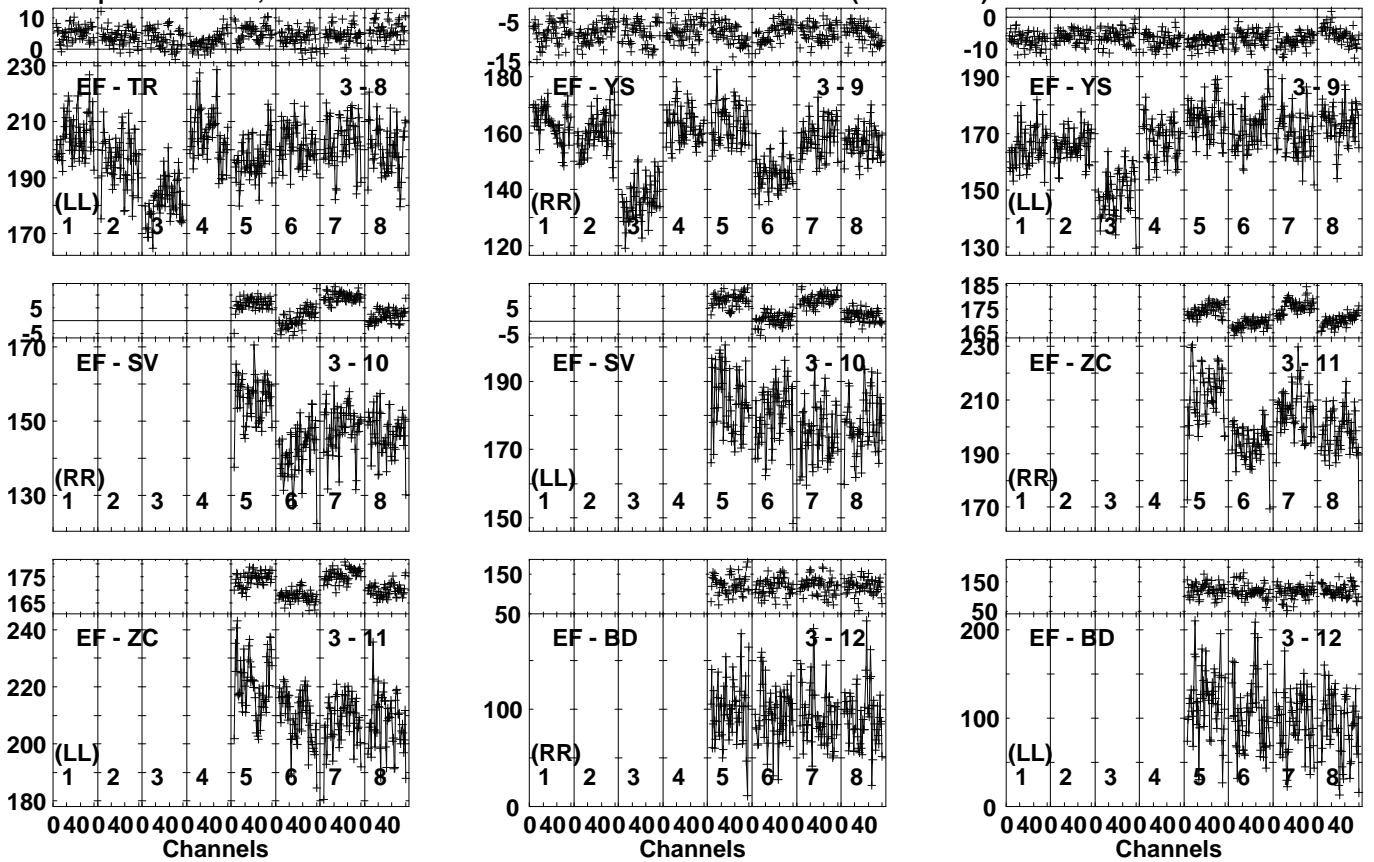 10
0
230
210
190
170
EF - TR 3 - 8
(LL)
1 2 3 4 5 6 7 8
-5
-15
180
160
140
120
EF - YS 3 - 9
(RR)
1 2 3 4 5 6 7 8
0
-10
190
170
150
130
EF - YS 3 - 9
(LL)
1 2 3 4 5 6 7 8
5
-5
170
150
130
EF - SV 3 - 10
(RR)
1 2 3 4 5 6 7 8
5
-5
190
170
150
EF - SV 3 - 10
(LL)
1 2 3 4 5 6 7 8
185
175
165
230
210
190
170
EF - ZC 3 - 11
(RR)
1 2 3 4 5 6 7 8
175
165
240
220
200
180
EF - ZC 3 - 11
(LL)
1 2 3 4 5 6 7 8
0 40 0 40 0 40 0 40 0 40 0 40 0 40 0 40
Channels
150
50
100
0
EF - BD 3 - 12
(RR)
1 2 3 4 5 6 7 8
0 40 0 40 0 40 0 40 0 40 0 40 0 40 0 40
Channels
150
50
200
100
0
EF - BD 3 - 12
(LL)
1 2 3 4 5 6 7 8
0 40 0 40 0 40 0 40 0 40 0 40 0 40 0 40
Channels